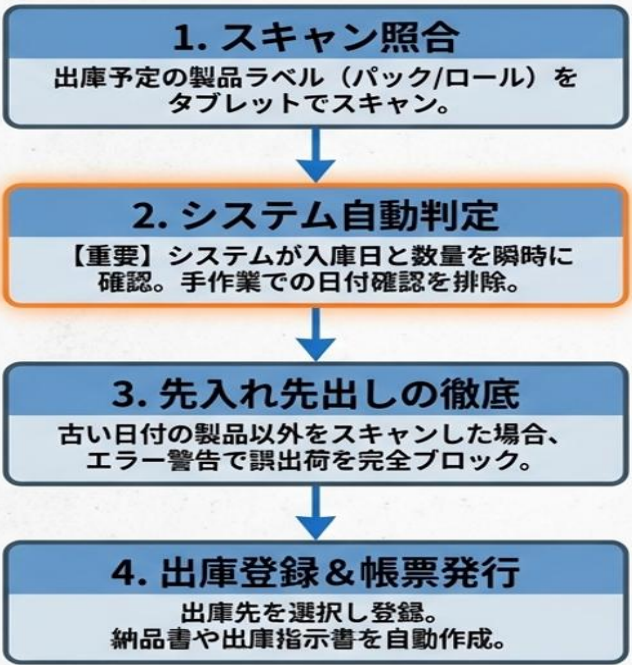 1. スキャン照合
出庫予定の製品ラベル（パック/ロール）を
タブレットでスキャン。
2. システム自動判定
【重要】システムが入庫日と数量を瞬時に
確認。手作業での日付確認を排除。
3. 先入れ先出しの徹底
古い日付の製品以外をスキャンした場合、
エラー警告で誤出荷を完全ブロック。
4. 出庫登録＆帳票発行
出庫先を選択し登録。
納品書や出庫指示書を自動作成。